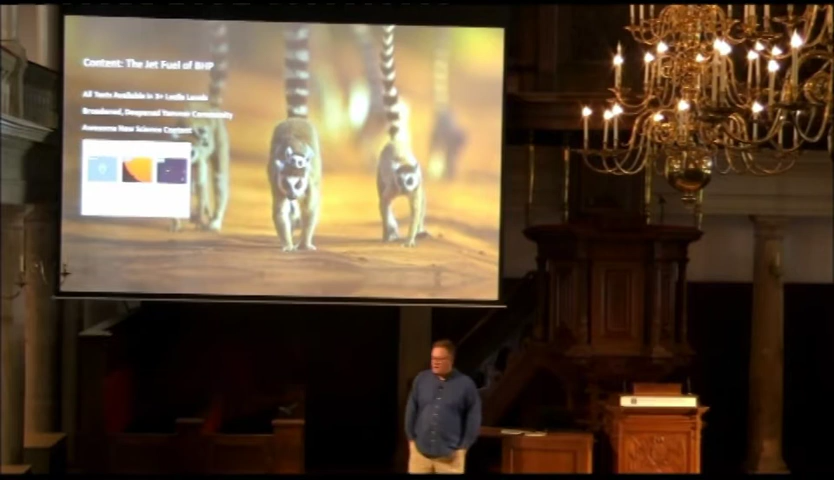 Content: The Jet Fuel of BHP
All Texts Available in 3+ Lexile Levels
Broadened, Deepened Yammer Community
Awesome New Science Content